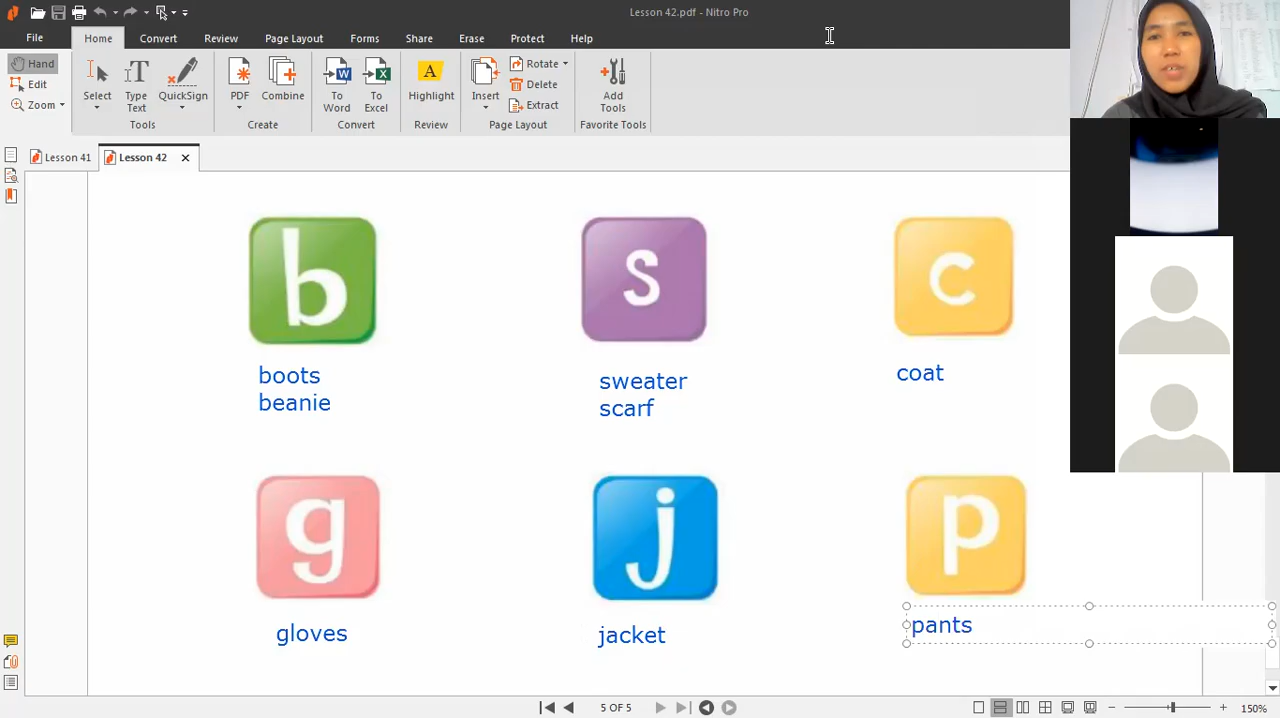 Lesson 42.pdf - Nitro Pro
File Home Convert Review Page Layout Forms Share Erase Protect Help
Hand
Edit
Zoom
Select
Type Text
QuickSign
Tools
PDF
Combine
Create
To Word
To Excel
Convert
Highlight
Review
Insert
Rotate
Delete
Extract
Page Layout
Add Tools
Favorite Tools
Lesson 41 Lesson 42
b s c
boots
beanie
sweater
scarf
coat
g j p
gloves
jacket
pants
5 OF 5
150%